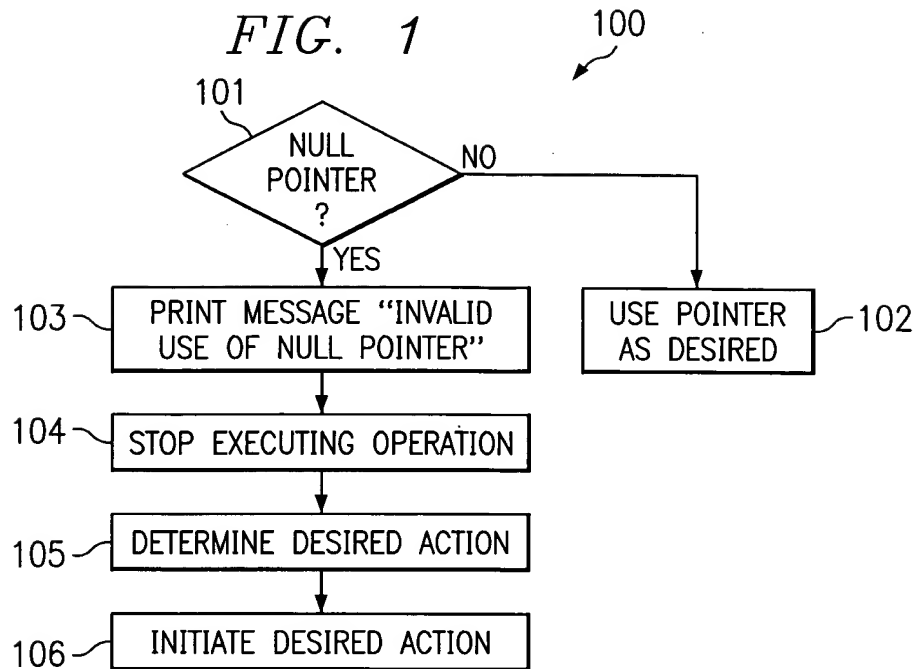 FIG. 1
100
101
NULL
POINTER
?
NO
YES
103
PRINT MESSAGE “INVALID
USE OF NULL POINTER”
USE POINTER
AS DESIRED
102
104
STOP EXECUTING OPERATION
105
DETERMINE DESIRED ACTION
106
INITIATE DESIRED ACTION